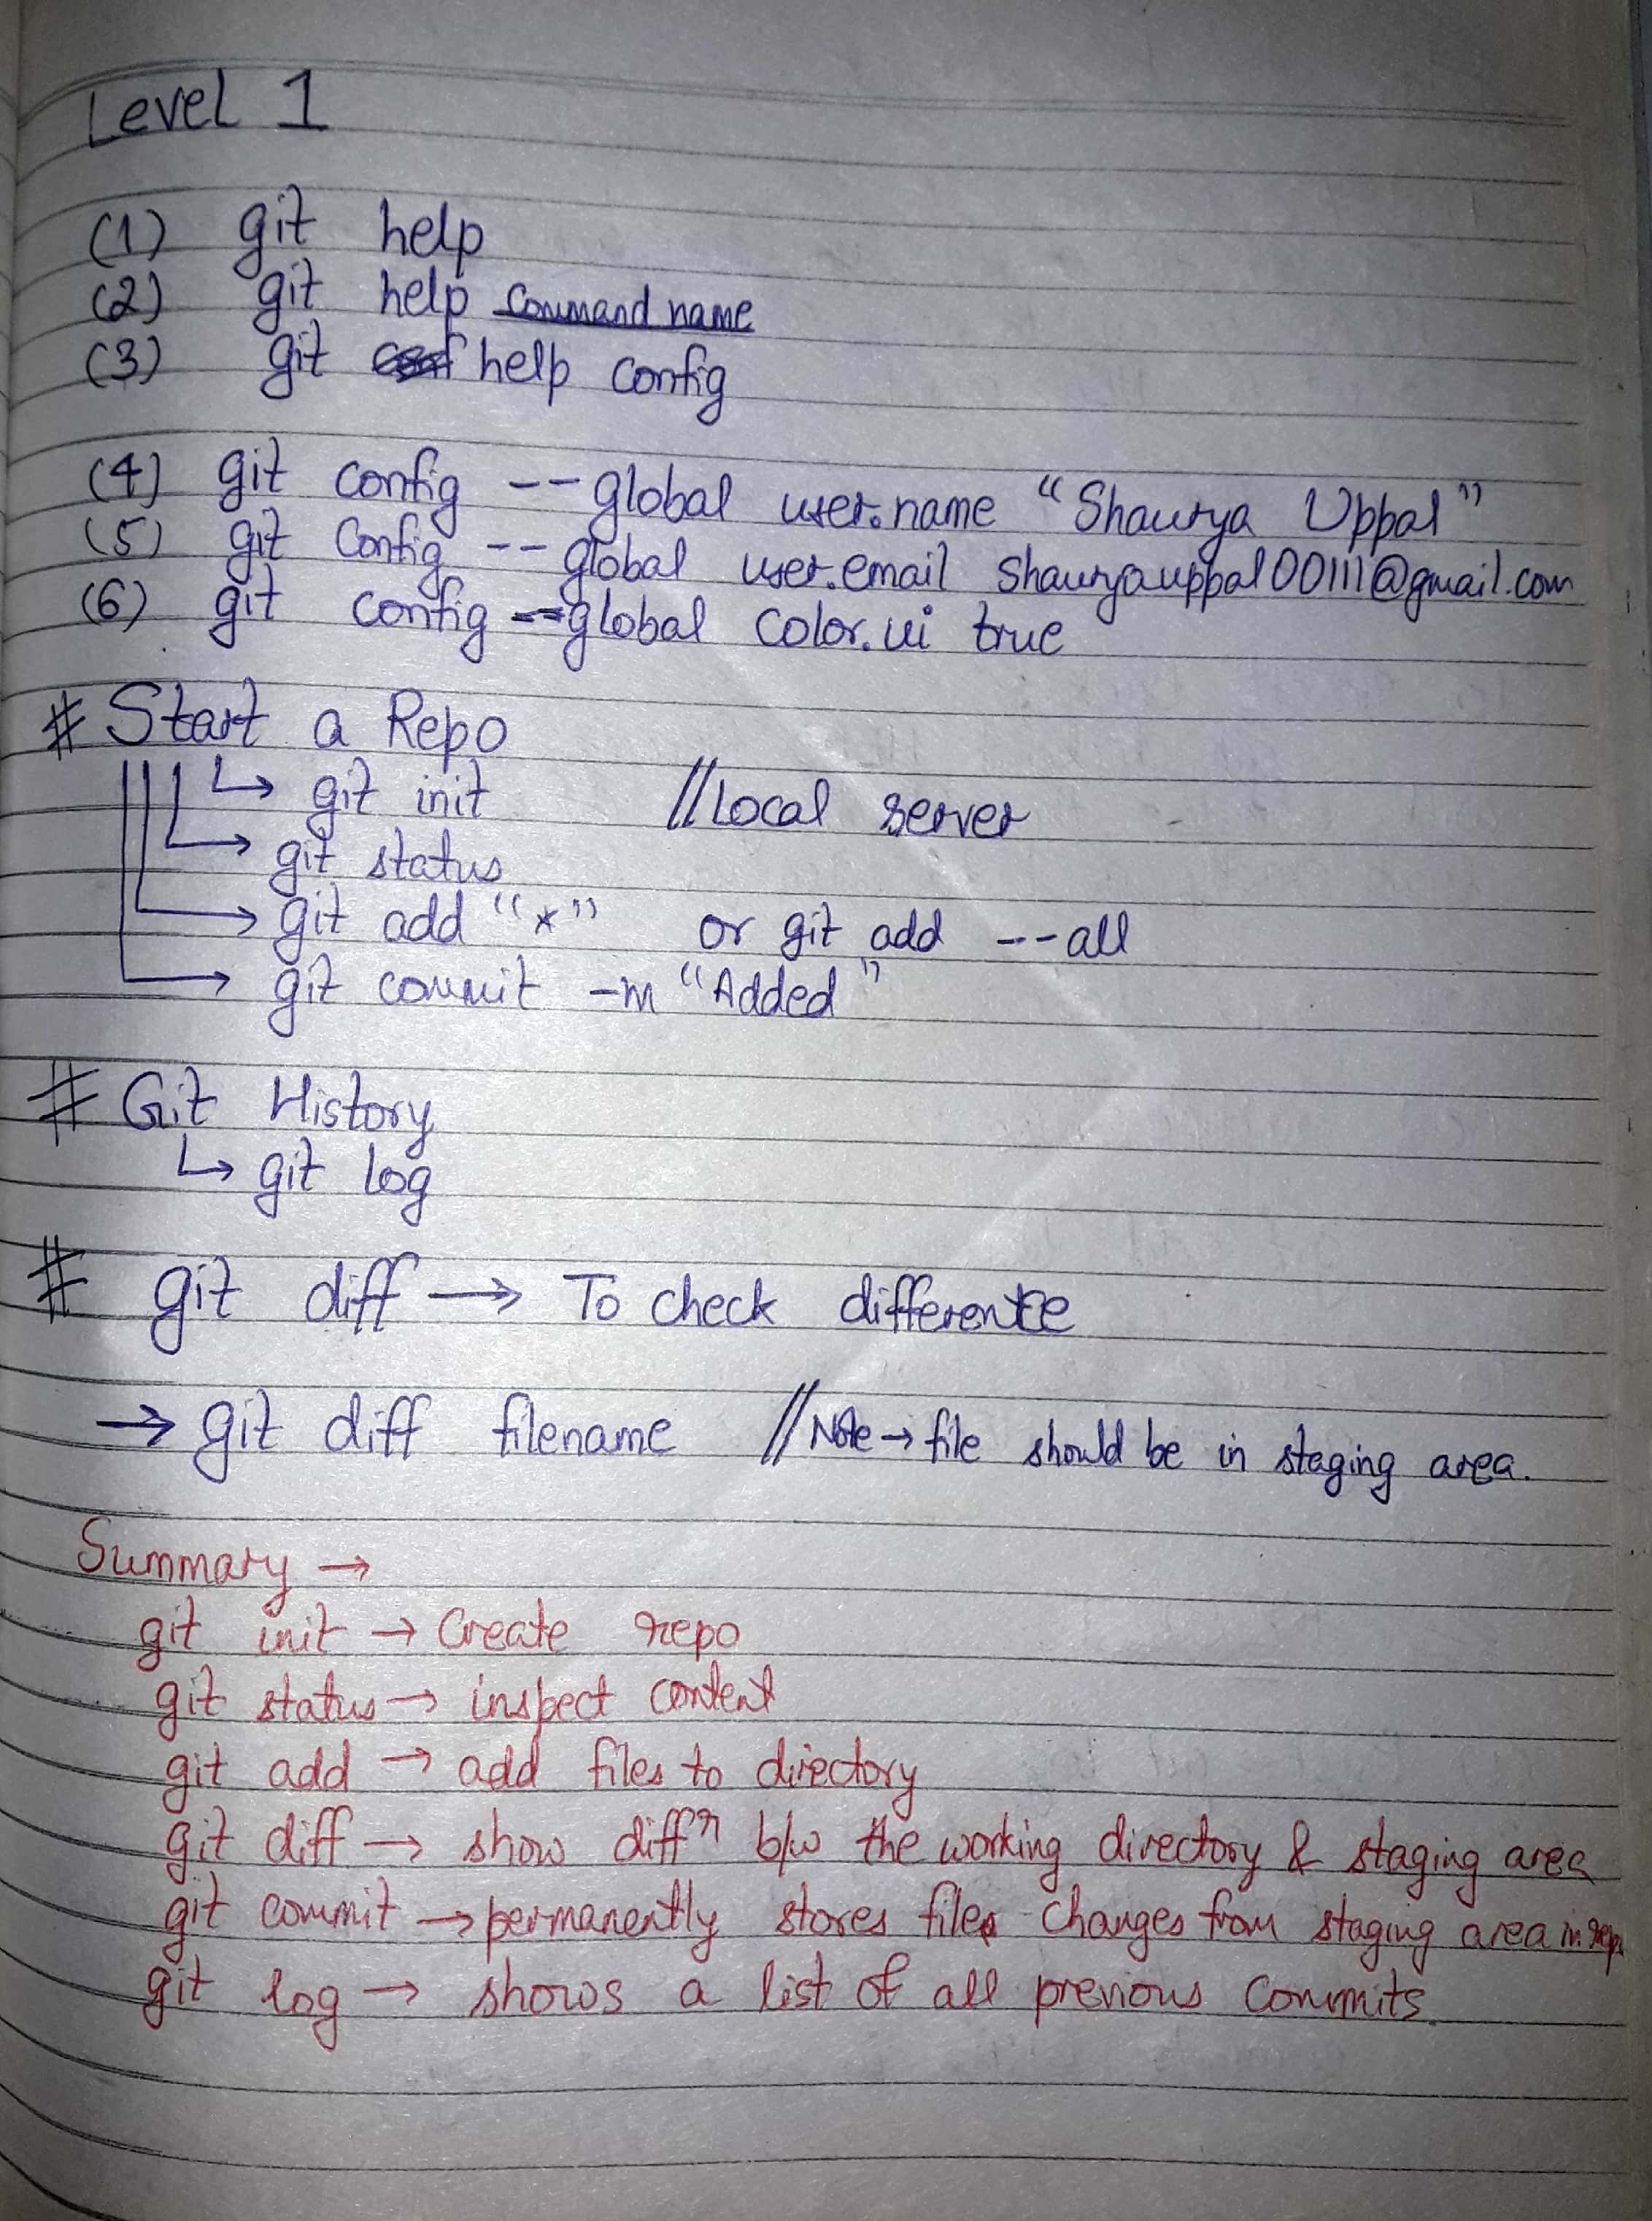 Level 1
(1) git help
(2) git help Command name
(3) git help config
(4) git config --global user.name "Shaurya Uppal"
(5) git Config --global user.email shauryauppal00111@gmail.com
(6) git config --global color.ui true
# Start a Repo
↳ git init //Local server
→ git status
→ git add "*" or git add --all
→ git commit -m "Added"
# Git History
↳ git log
# git diff → To check difference
→ git diff filename //Note → file should be in staging area.
Summary →
git init → Create repo
git status → inspect content
git add → add files to directory
git diff → show diffⁿ b/w the working directory & staging area
git commit → permanently stores files changes from staging area in repo
git log → shows a list of all previous Commits.